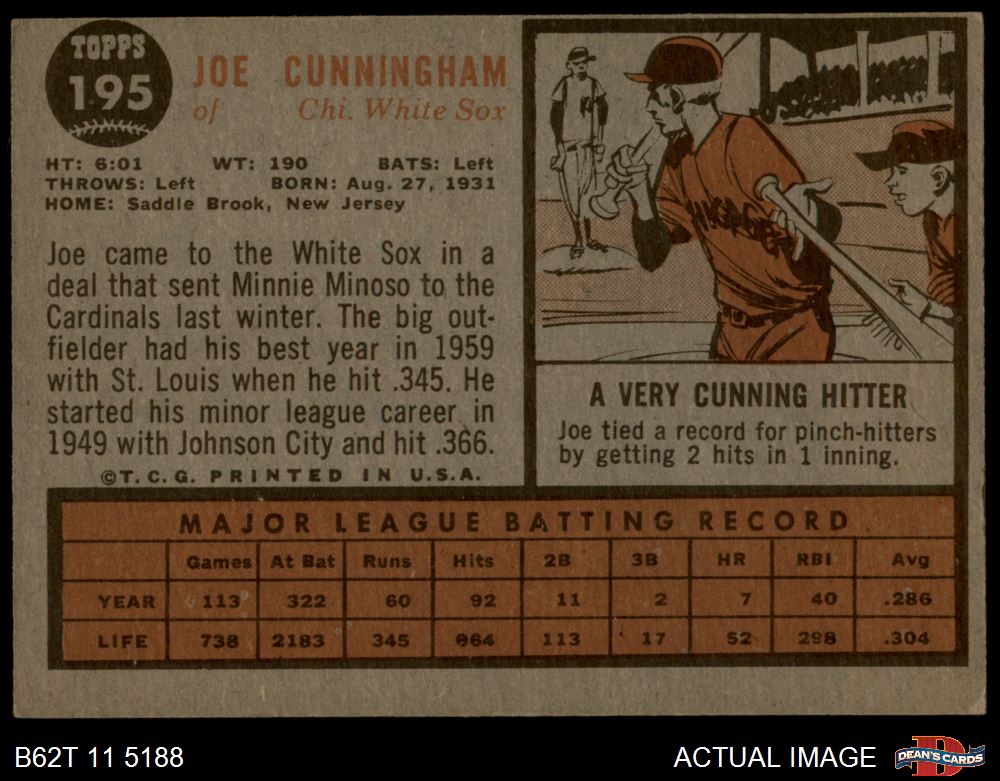 TOPPS
195
JOE CUNNINGHAM
of Chi. White Sox
HT: 6:01 WT: 190 BATS: Left
THROWS: Left BORN: Aug. 27, 1931
HOME: Saddle Brook, New Jersey
Joe came to the White Sox in a
deal that sent Minnie Minoso to the
Cardinals last winter. The big out-
fielder had his best year in 1959
with St. Louis when he hit .345. He
started his minor league career in
1949 with Johnson City and hit .366.
©T.C.G. PRINTED IN U.S.A.
CHICAGO
A VERY CUNNING HITTER
Joe tied a record for pinch-hitters
by getting 2 hits in 1 inning.
MAJOR LEAGUE BATTING RECORD
Games At Bat Runs Hits 2B 3B HR RBI Avg
YEAR 113 322 60 92 11 2 7 40 .286
LIFE 738 2183 345 664 113 17 52 298 .304
B62T 11 5188
ACTUAL IMAGE
D
DEAN'S CARDS